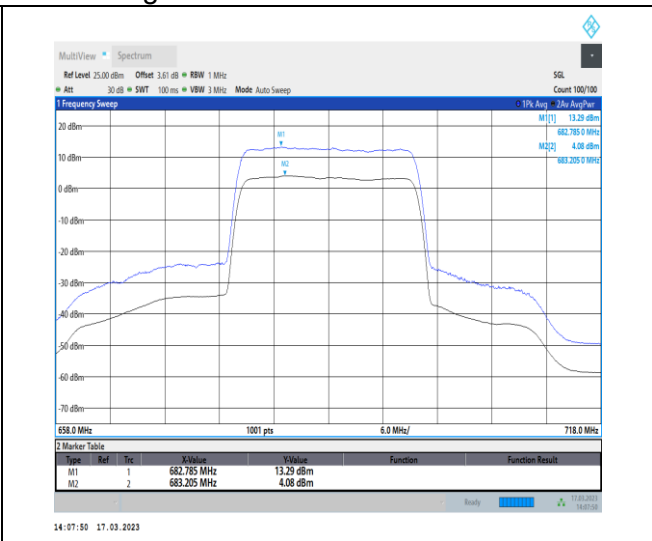 MultiView Spectrum
Ref Level 25.00 dBm Offset 3.61 dB RBW 1 MHz SGL
Att 30 dB SWT 100 ms VBW 3 MHz Mode Auto Sweep Count 100/100
1 Frequency Sweep 1Pk Avg 2Av AvgPwr
M1[1] 13.29 dBm
682.785 0 MHz
M2[2] 4.08 dBm
683.205 0 MHz
20 dBm
M1
10 dBm
M2
0 dBm
-10 dBm
-20 dBm
-30 dBm
-40 dBm
-50 dBm
-60 dBm
-70 dBm
658.0 MHz 1001 pts 6.0 MHz/ 718.0 MHz
2 Marker Table
Type Ref Trc X-Value Y-Value Function Function Result
M1 1 682.785 MHz 13.29 dBm
M2 2 683.205 MHz 4.08 dBm
Ready 17.03.2023
14:07:50
14:07:50 17.03.2023